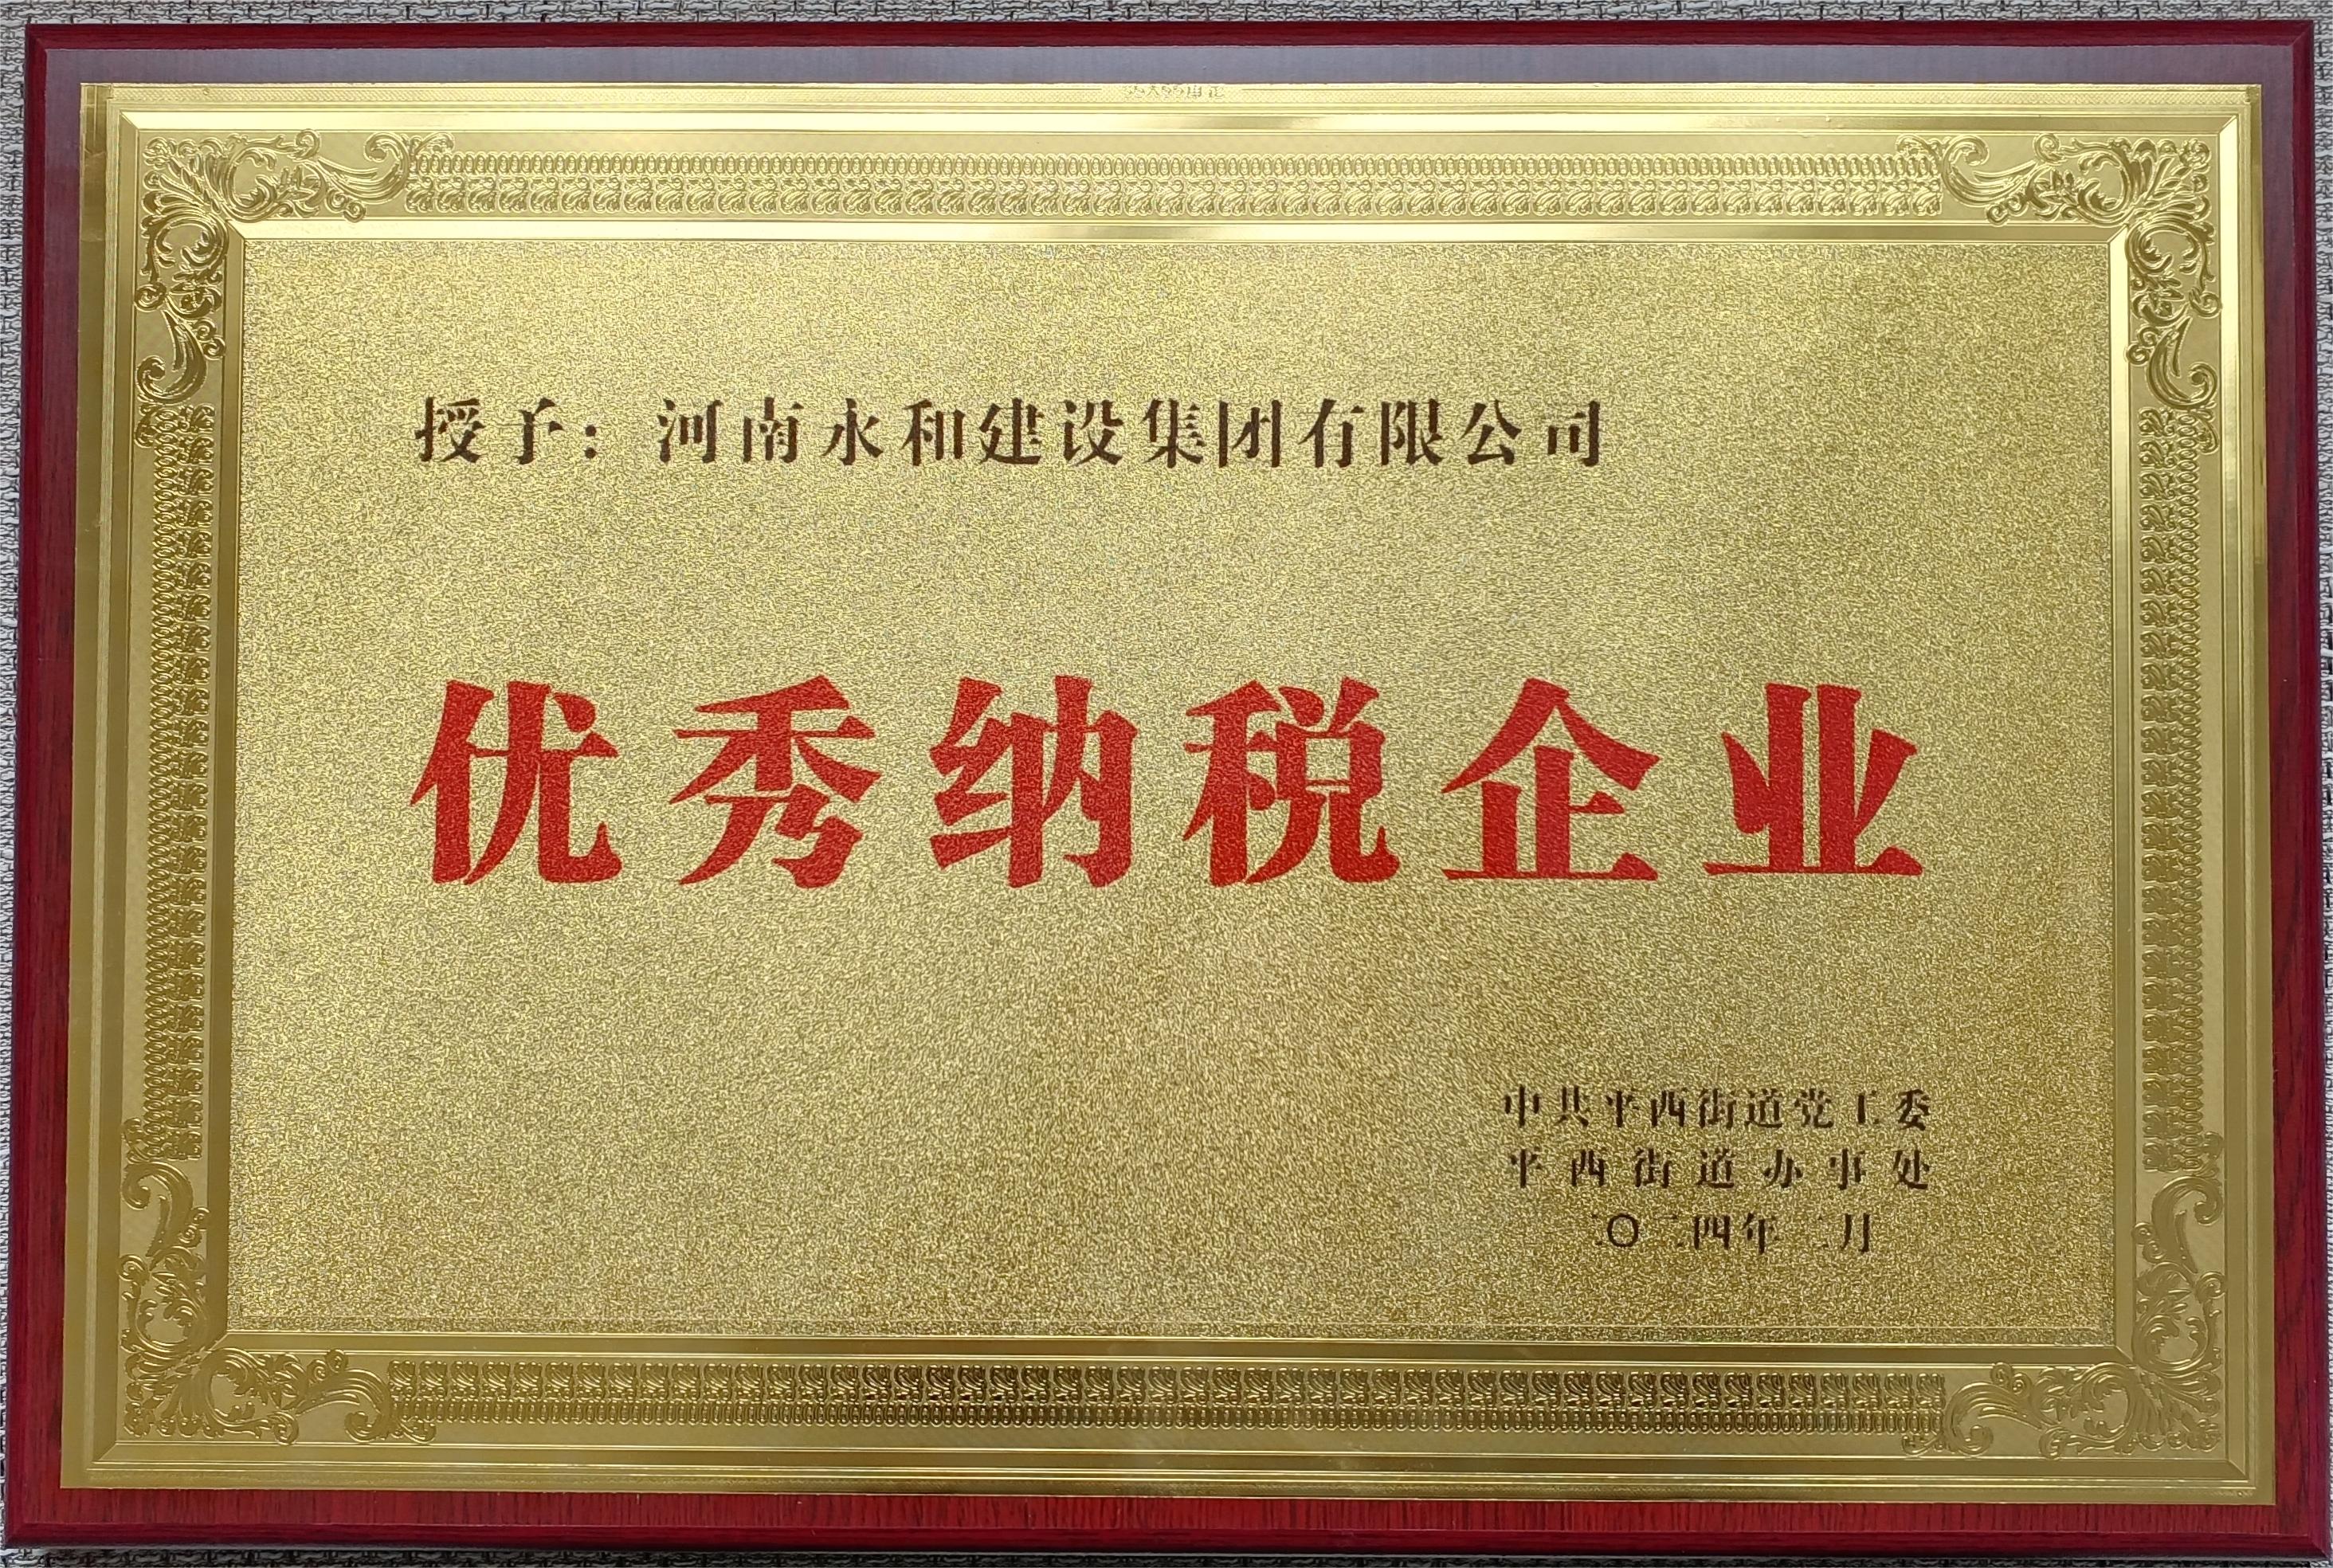 授予：河南永和建设集团有限公司
优秀纳税企业
中共平西街道党工委
平西街道办事处
二〇二四年二月